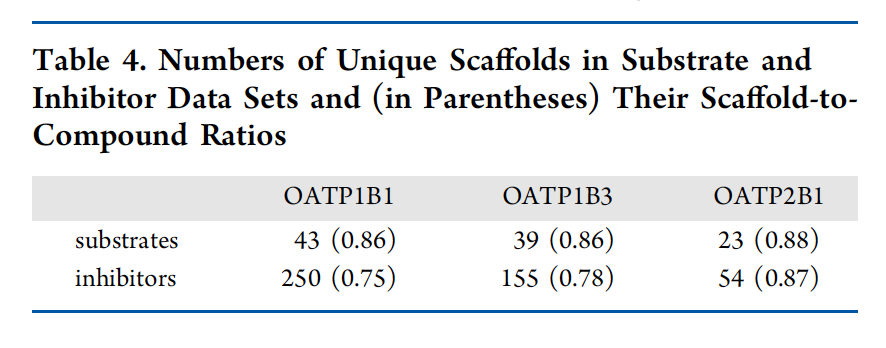 Table 4. Numbers of Unique Scaffolds in Substrate and
Inhibitor Data Sets and (in Parentheses) Their Scaffold-to-
Compound Ratios
OATP1B1 OATP1B3 OATP2B1
substrates 43 (0.86) 39 (0.86) 23 (0.88)
inhibitors 250 (0.75) 155 (0.78) 54 (0.87)